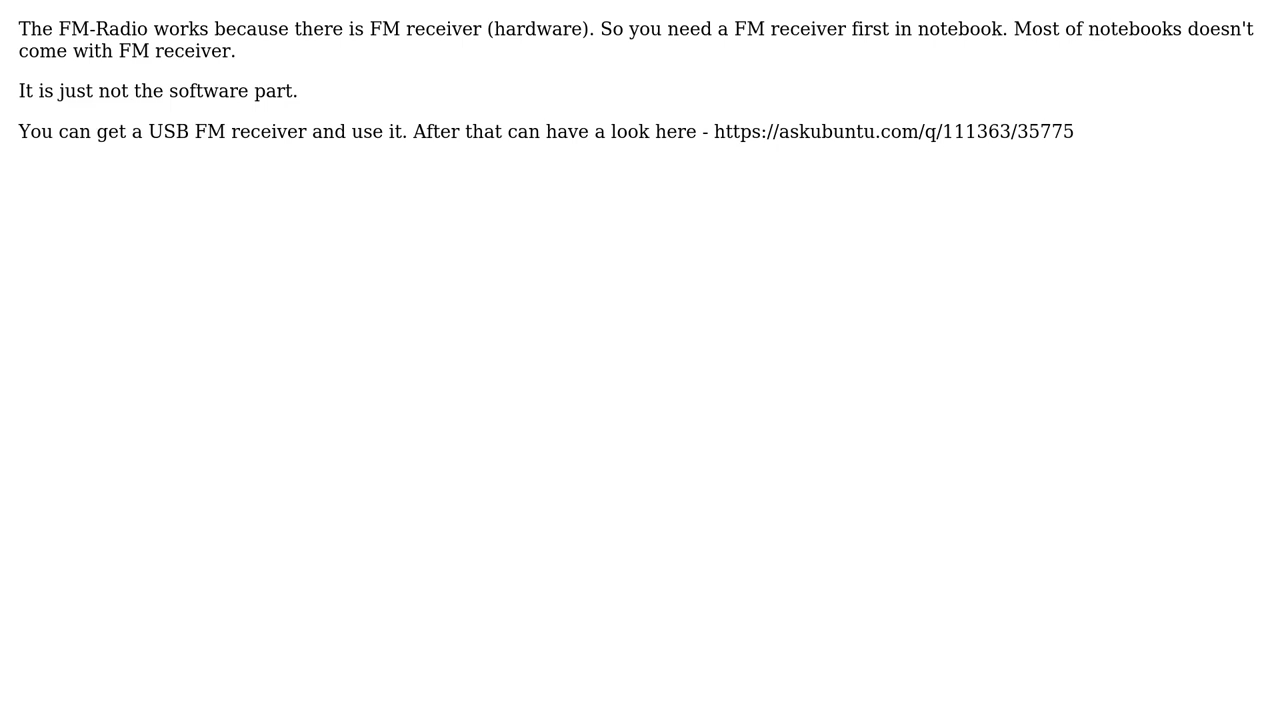 The FM-Radio works because there is FM receiver (hardware). So you need a FM receiver first in notebook. Most of notebooks doesn't
come with FM receiver.
It is just not the software part.
You can get a USB FM receiver and use it. After that can have a look here - https://askubuntu.com/q/111363/35775